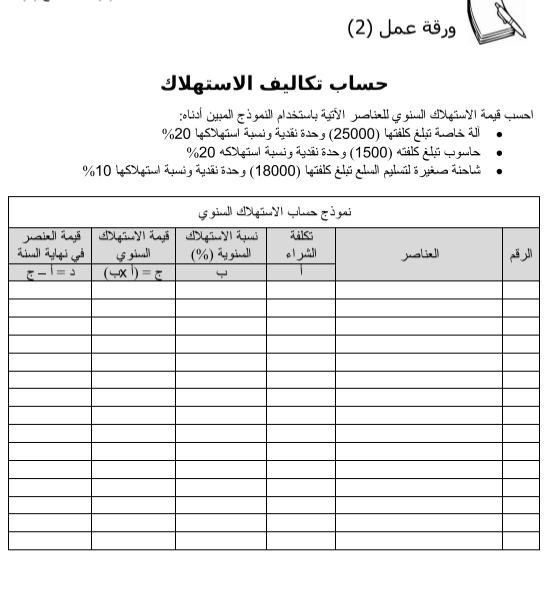 ورقة عمل (2)
حساب تكاليف الاستهلاك
احسب قيمة الاستهلاك السنوي للعناصر الآتية باستخدام النموذج المبين أدناه:
• آلة خاصة تبلغ كلفتها (25000) وحدة نقدية ونسبة استهلاكها 20%
• حاسوب تبلغ كلفته (1500) وحدة نقدية ونسبة استهلاكه 20%
• شاحنة صغيرة لتسليم السلع تبلغ كلفتها (18000) وحدة نقدية ونسبة استهلاكها 10%
نموذج حساب الاستهلاك السنوي
الرقم العناصر تكلفة الشراء نسبة الاستهلاك السنوية (%) قيمة الاستهلاك السنوي قيمة العنصر في نهاية السنة
أ ب ج = (أ xب) د = أ – ج